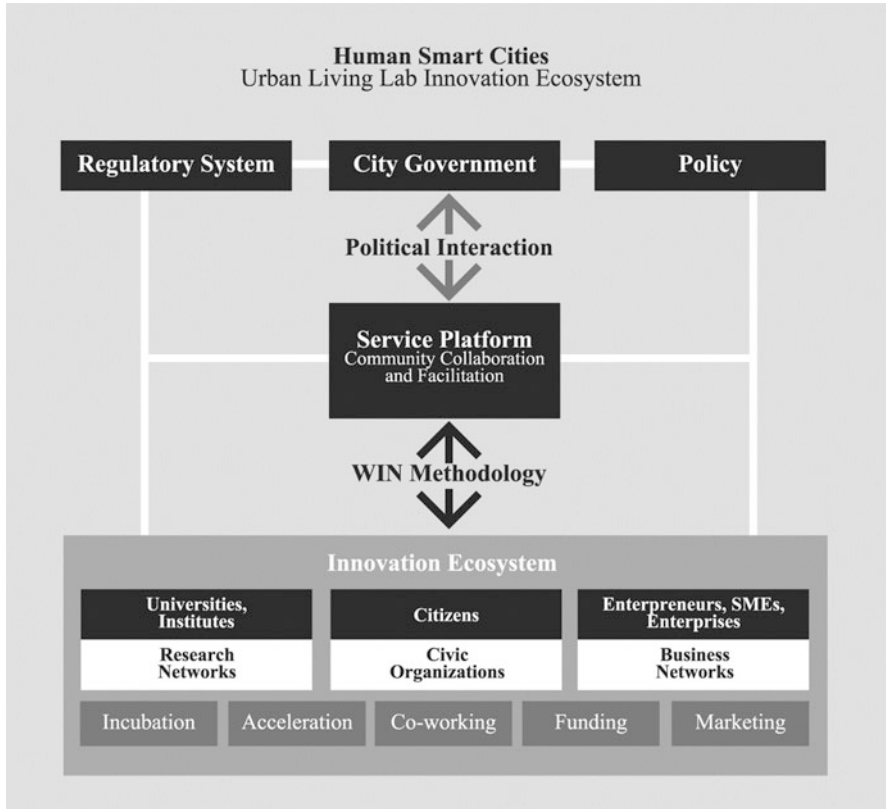 Human Smart Cities
Urban Living Lab Innovation Ecosystem
Regulatory System
City Government
Policy
Political Interaction
Service Platform
Community Collaboration
and Facilitation
WIN Methodology
Innovation Ecosystem
Universities,
Institutes
Research
Networks
Citizens
Civic
Organizations
Enterpreneurs, SMEs,
Enterprises
Business
Networks
Incubation
Acceleration
Co-working
Funding
Marketing